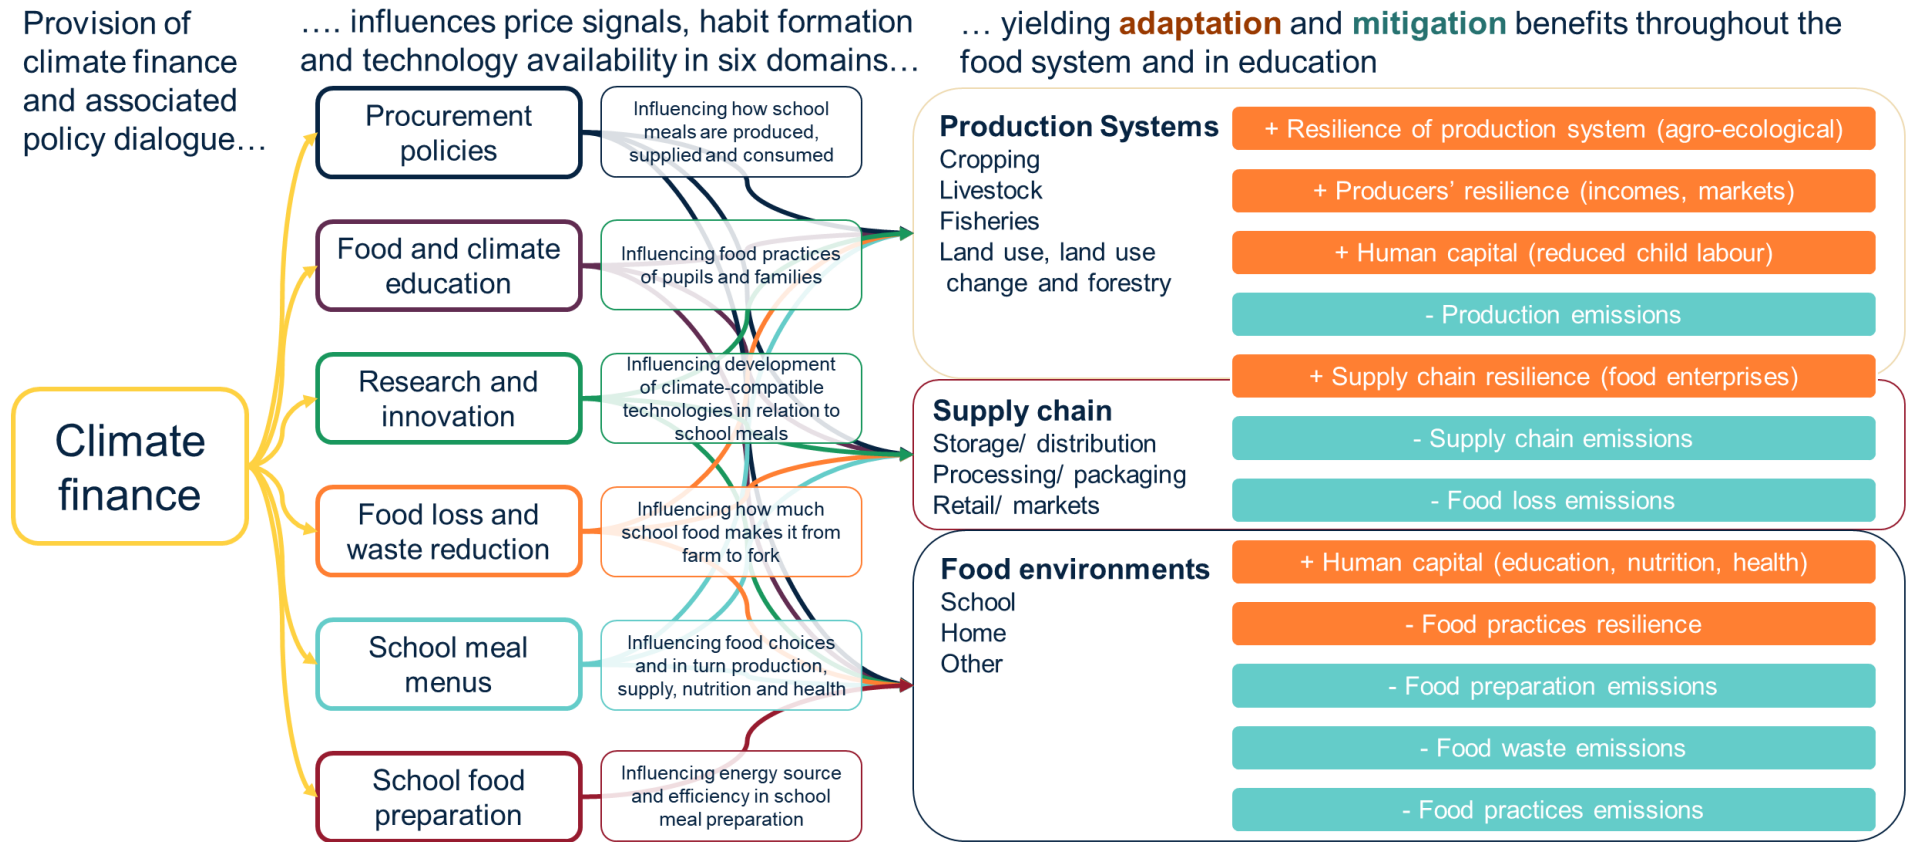 Provision of
climate finance
and associated
policy dialogue…
…. influences price signals, habit formation
and technology availability in six domains…
… yielding adaptation and mitigation benefits throughout the
food system and in education
Climate
finance
Procurement
policies
Influencing how school
meals are produced,
supplied and consumed
Food and climate
education
Influencing food practices
of pupils and families
Research and
innovation
Influencing development
of climate-compatible
technologies in relation to
school meals
Food loss and
waste reduction
Influencing how much
school food makes it from
farm to fork
School meal
menus
Influencing food choices
and in turn production,
supply, nutrition and health
School food
preparation
Influencing energy source
and efficiency in school
meal preparation
Production Systems
Cropping
Livestock
Fisheries
Land use, land use
change and forestry
+ Resilience of production system (agro-ecological)
+ Producers’ resilience (incomes, markets)
+ Human capital (reduced child labour)
- Production emissions
+ Supply chain resilience (food enterprises)
Supply chain
Storage/ distribution
Processing/ packaging
Retail/ markets
- Supply chain emissions
- Food loss emissions
Food environments
School
Home
Other
+ Human capital (education, nutrition, health)
- Food practices resilience
- Food preparation emissions
- Food waste emissions
- Food practices emissions